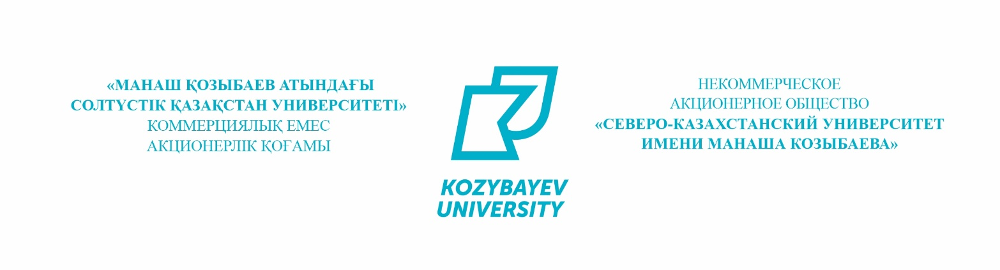 «МАНАШ ҚОЗЫБАЕВ АТЫНДАҒЫ
СОЛТҮСТІК ҚАЗАҚСТАН УНИВЕРСИТЕТІ»
КОММЕРЦИЯЛЫҚ ЕМЕС
АКЦИОНЕРЛІК ҚОҒАМЫ
KOZYBAYEV
UNIVERSITY
НЕКОММЕРЧЕСКОЕ
АКЦИОНЕРНОЕ ОБЩЕСТВО
«СЕВЕРО-КАЗАХСТАНСКИЙ УНИВЕРСИТЕТ
ИМЕНИ МАНАША КОЗЫБАЕВА»